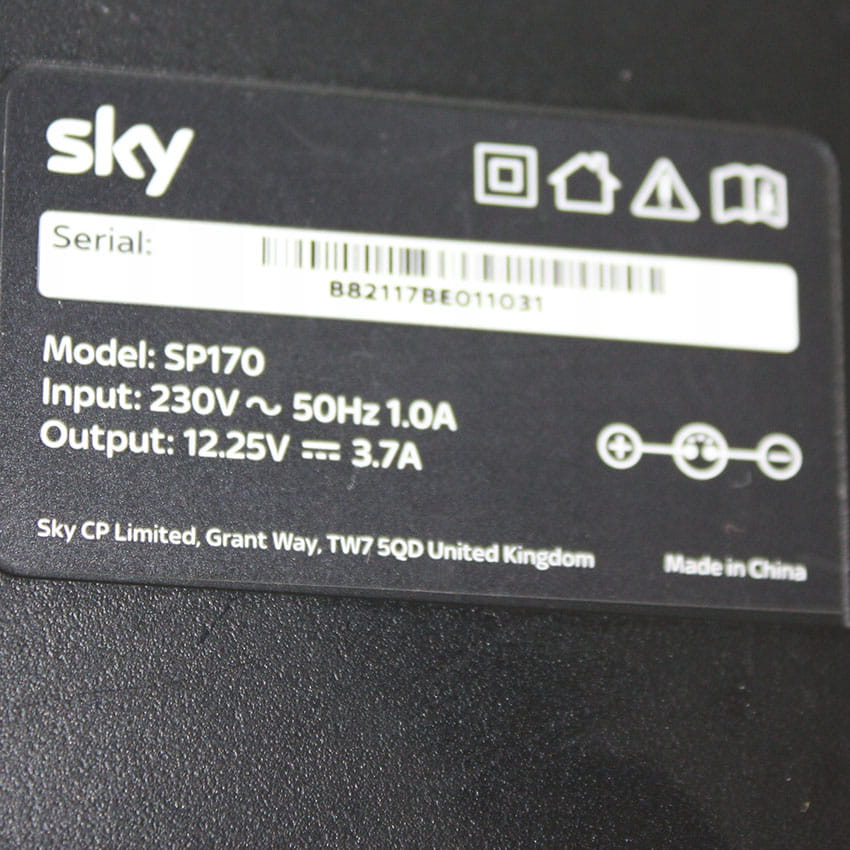 sky
Serial:
B82117BE011031
Model: SP170
Input: 230V ~ 50Hz 1.0A
Output: 12.25V ⎓ 3.7A
Sky CP Limited, Grant Way, TW7 5QD United Kingdom
Made in China